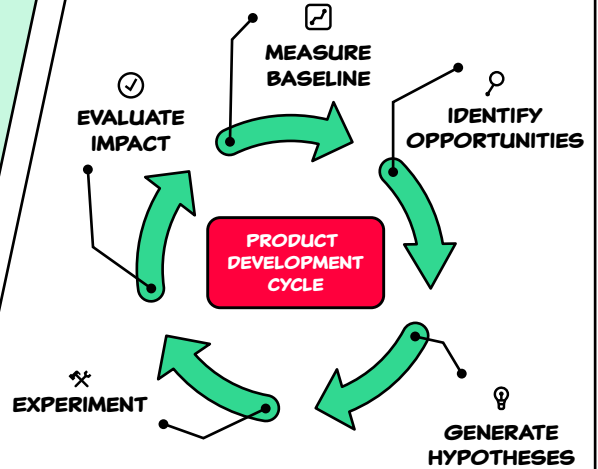 MEASURE
BASELINE
IDENTIFY
OPPORTUNITIES
EVALUATE
IMPACT
PRODUCT
DEVELOPMENT
CYCLE
EXPERIMENT
GENERATE
HYPOTHESES